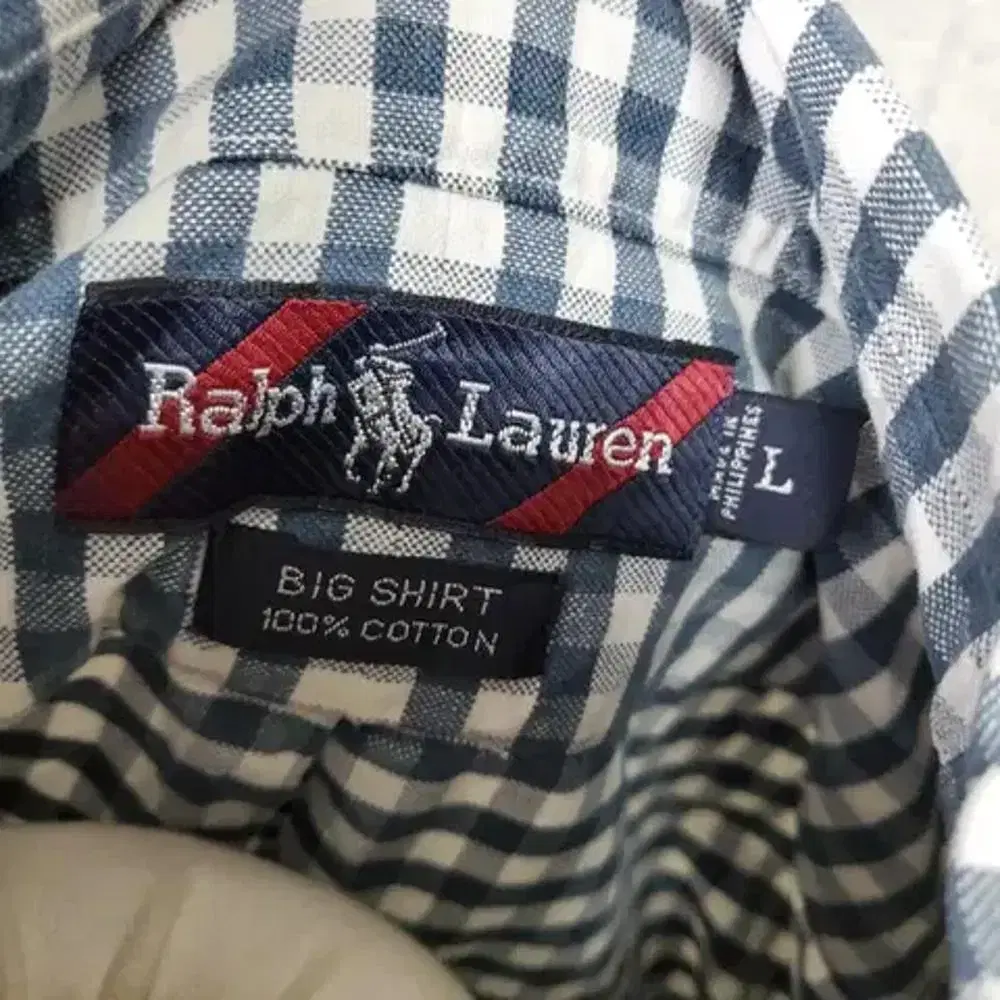 Ralph Lauren
MADE IN
PHILIPPINES
L
BIG SHIRT
100% COTTON